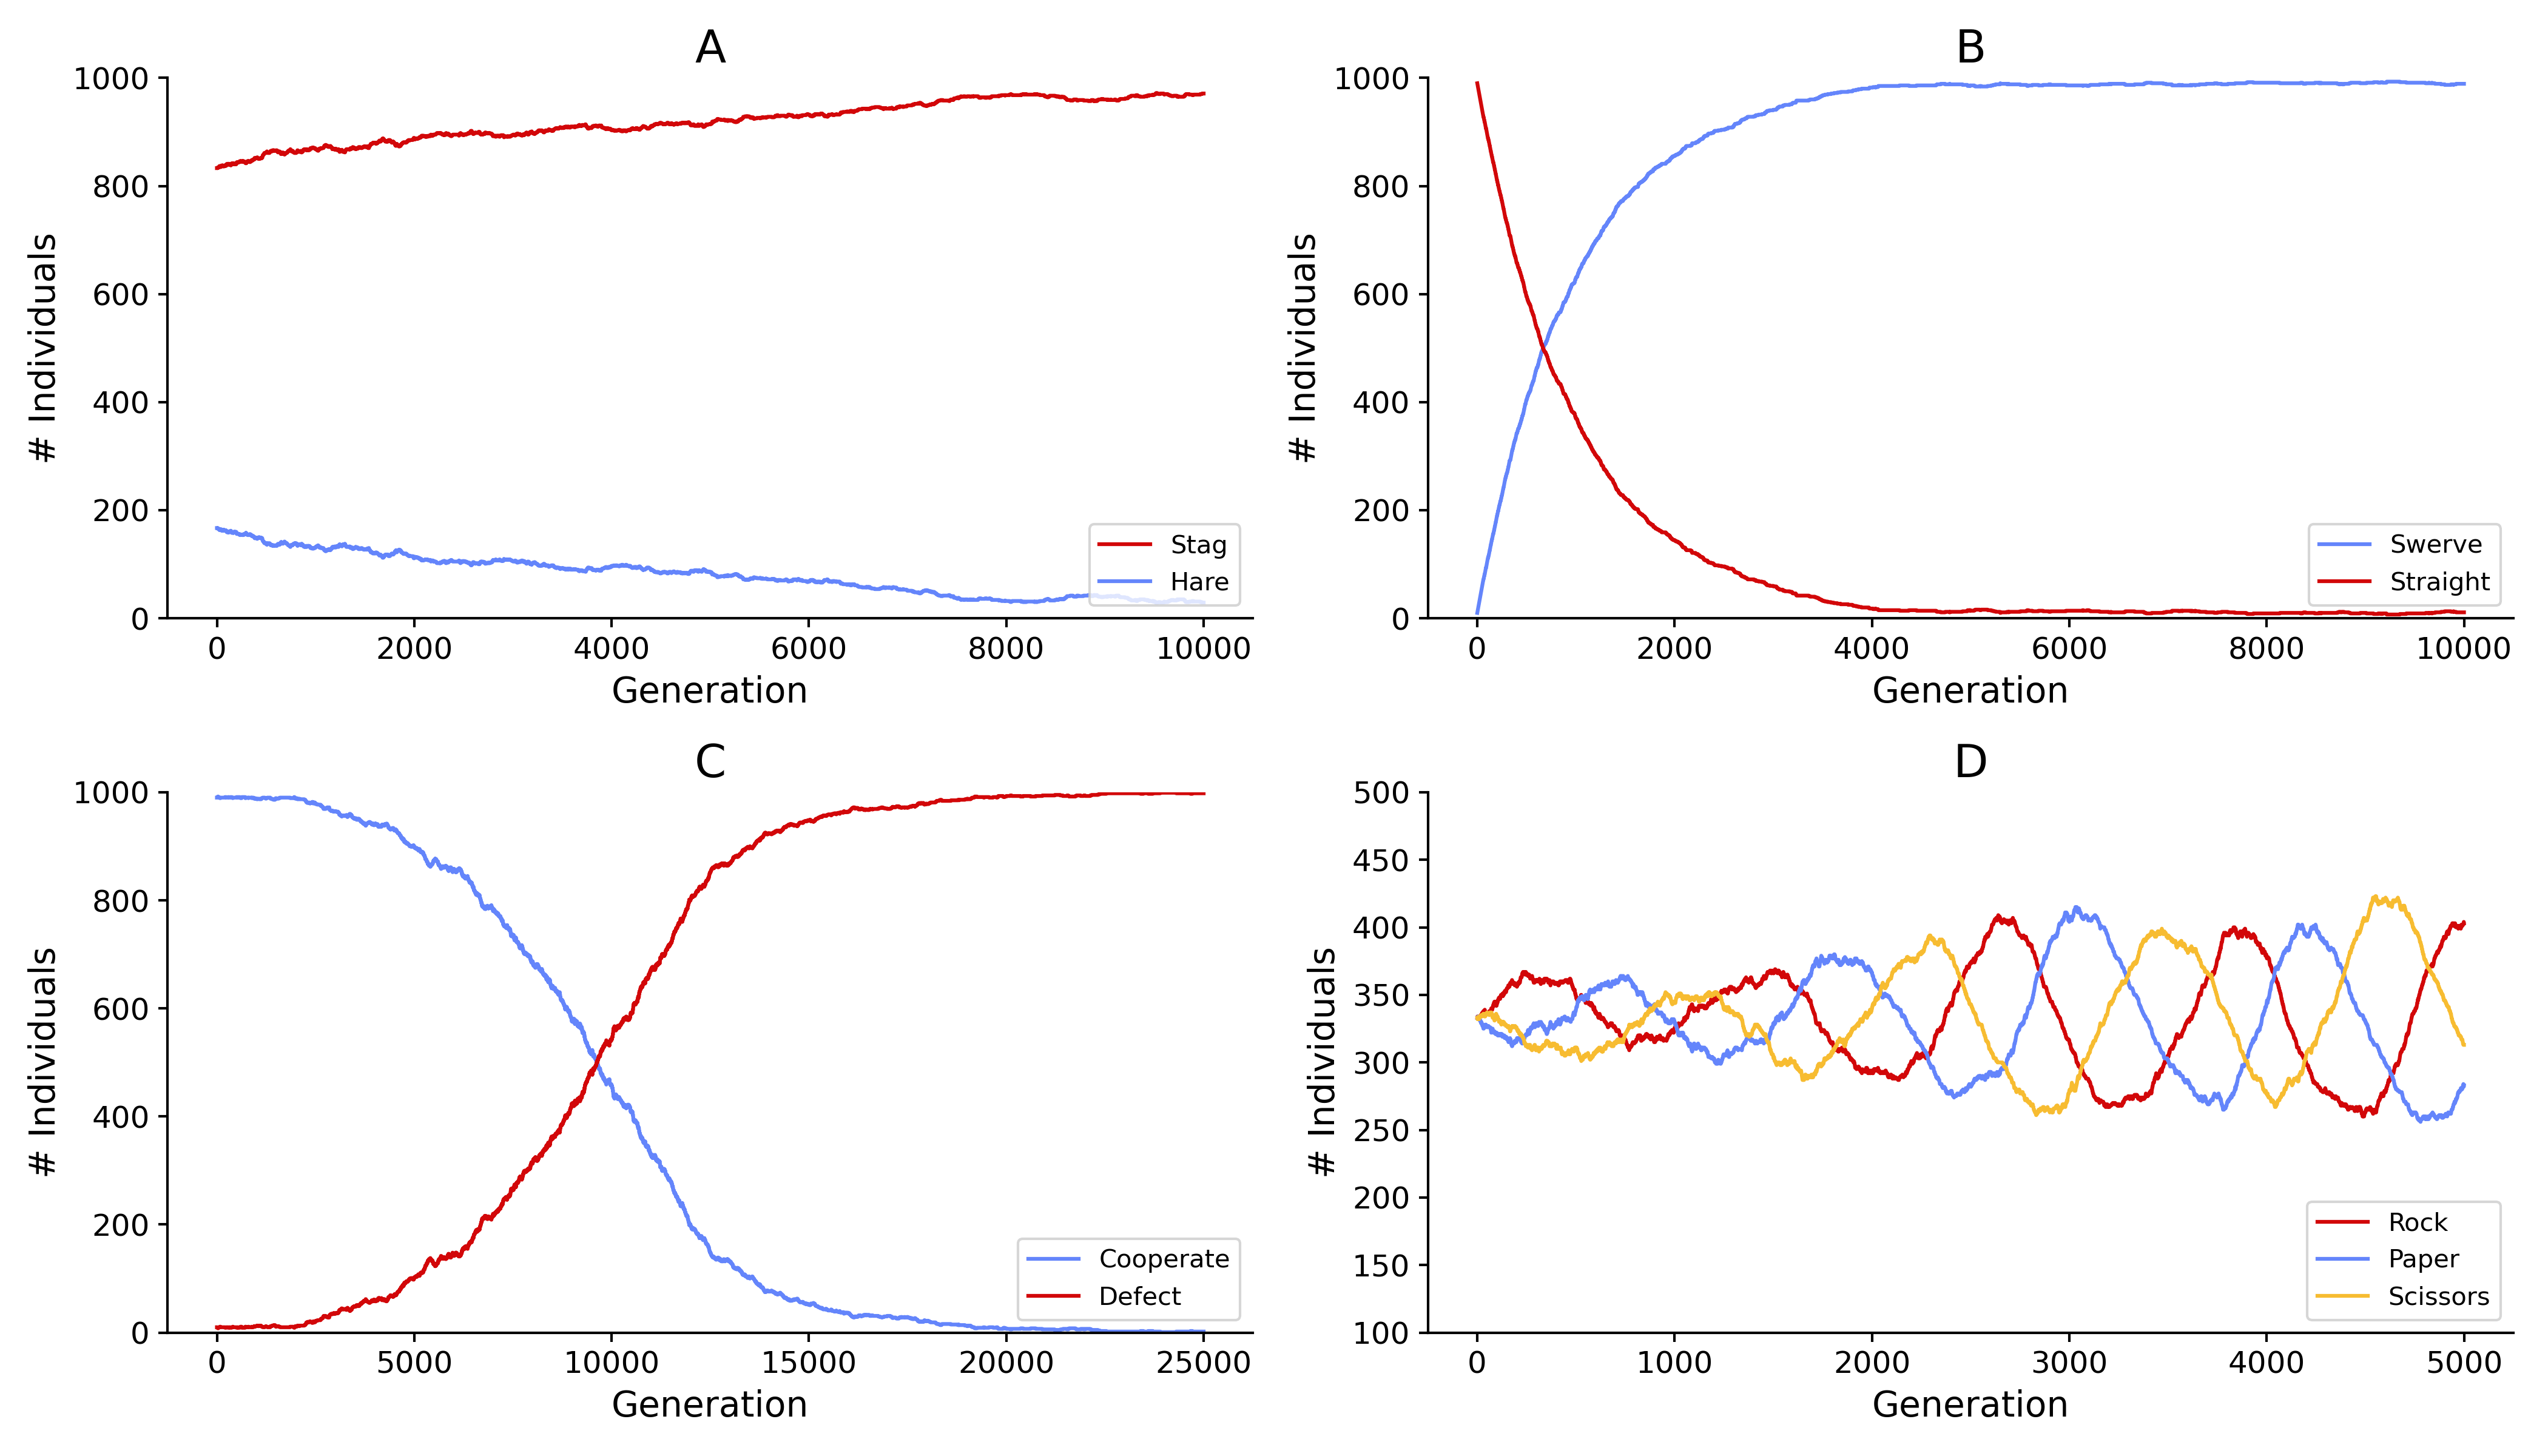 A
1000
800
600
400
200
0
# Individuals
Stag
Hare
0 2000 4000 6000 8000 10000
Generation
B
1000
800
600
400
200
0
# Individuals
Swerve
Straight
0 2000 4000 6000 8000 10000
Generation
C
1000
800
600
400
200
0
# Individuals
Cooperate
Defect
0 5000 10000 15000 20000 25000
Generation
D
500
450
400
350
300
250
200
150
100
# Individuals
Rock
Paper
Scissors
0 1000 2000 3000 4000 5000
Generation